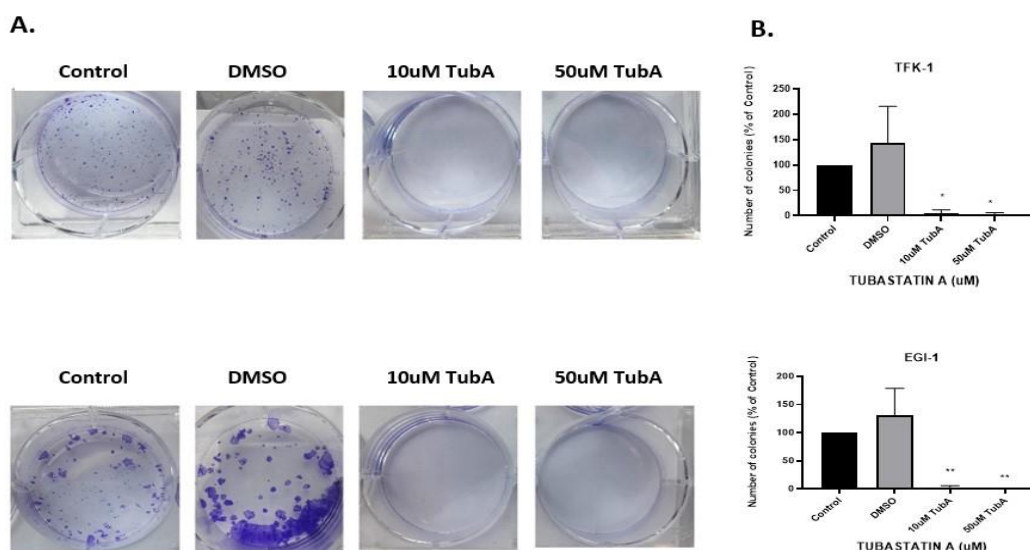 A.
Control DMSO 10uM TubA 50uM TubA
B.
TFK-1
Number of colonies (% of Control)
250
200
150
100
50
0
*
*
Control DMSO 10uM TubA 50uM TubA
TUBASTATIN A (uM)
Control DMSO 10uM TubA 50uM TubA
EGI-1
Number of colonies (% of Control)
200
150
100
50
0
**
**
Control DMSO 10uM TubA 50uM TubA
TUBASTATIN A (uM)